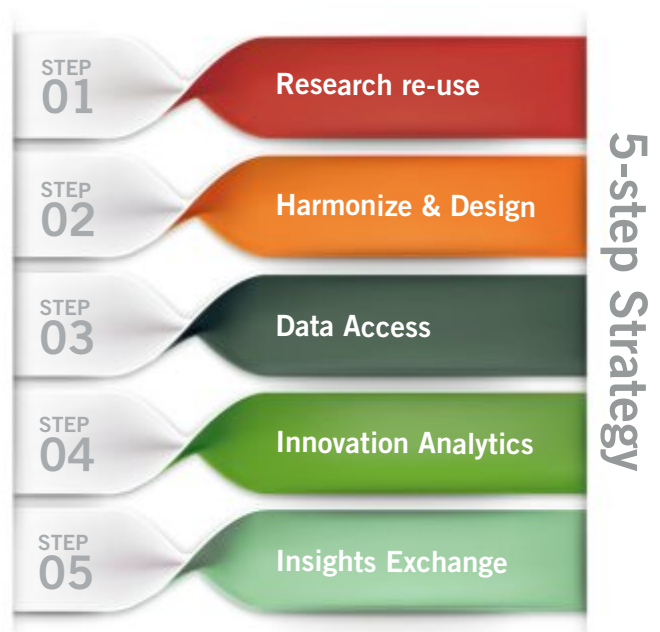 STEP
01
Research re-use
STEP
02
Harmonize & Design
STEP
03
Data Access
STEP
04
Innovation Analytics
STEP
05
Insights Exchange
5-step Strategy